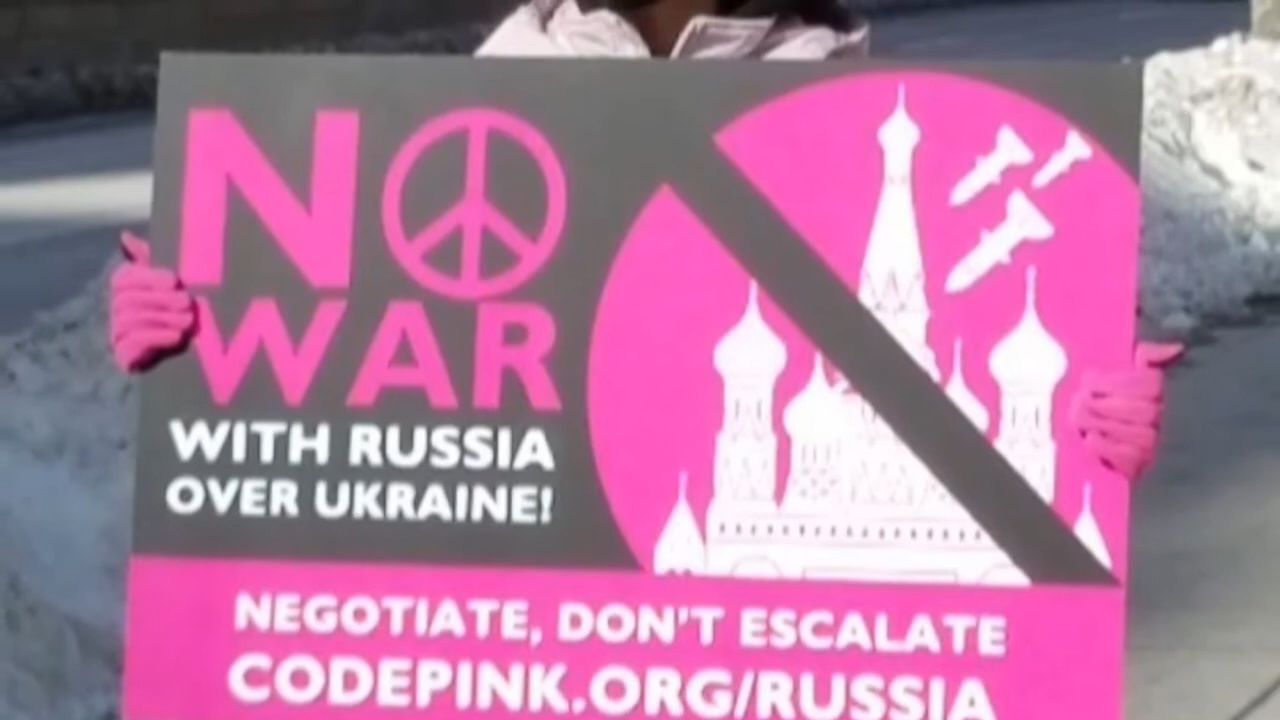 NO
WAR
WITH RUSSIA
OVER UKRAINE!
NEGOTIATE, DON'T ESCALATE
CODEPINK.ORG/RUSSIA